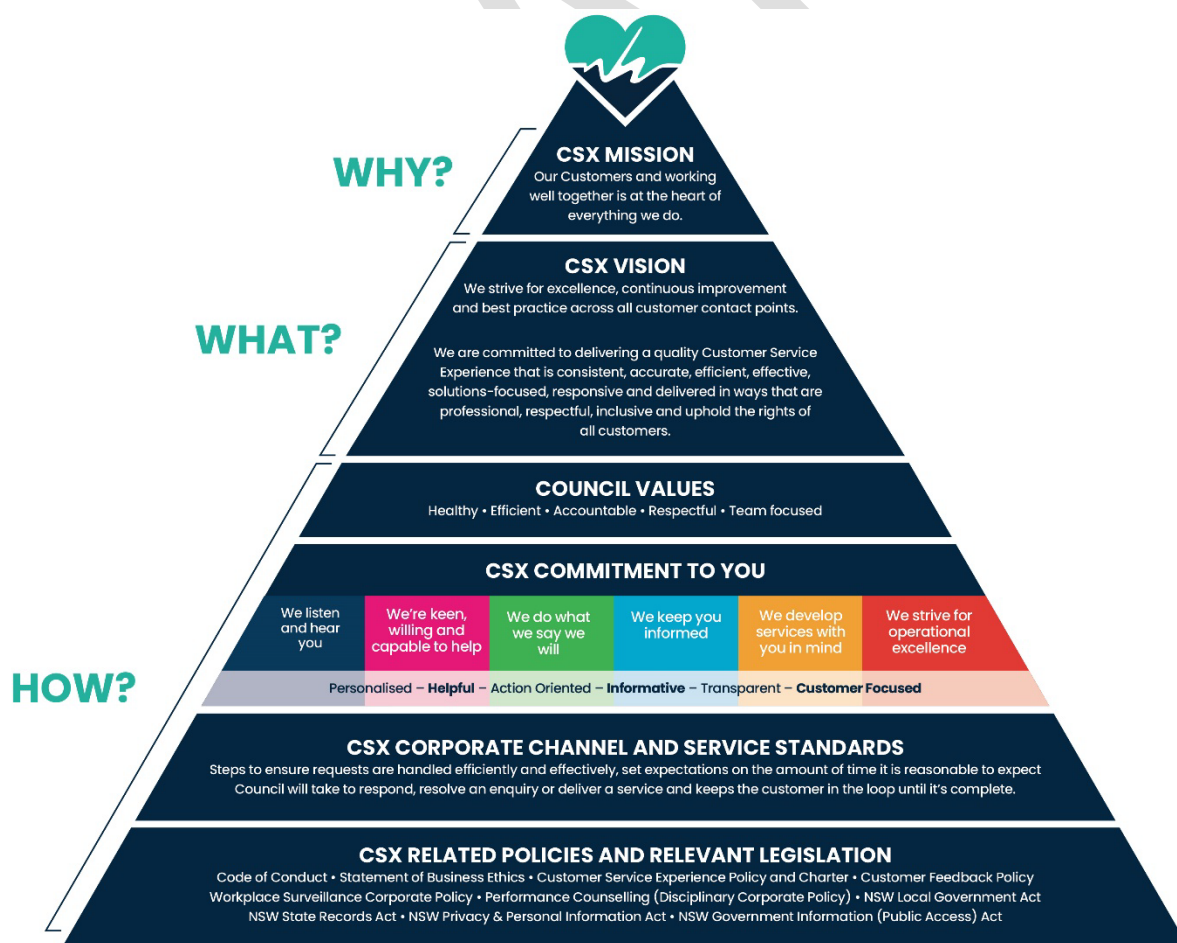 WHY?
CSX MISSION
Our Customers and working
well together is at the heart of
everything we do.
WHAT?
CSX VISION
We strive for excellence, continuous improvement
and best practice across all customer contact points.
We are committed to delivering a quality Customer Service
Experience that is consistent, accurate, efficient, effective,
solutions-focused, responsive and delivered in ways that are
professional, respectful, inclusive and uphold the rights of
all customers.
HOW?
COUNCIL VALUES
Healthy • Efficient • Accountable • Respectful • Team focused
CSX COMMITMENT TO YOU
We listen
and hear
you
We're keen,
willing and
capable to help
We do what
we say we
will
We keep you
informed
We develop
services with
you in mind
We strive for
operational
excellence
Personalised – Helpful – Action Oriented – Informative – Transparent – Customer Focused
CSX CORPORATE CHANNEL AND SERVICE STANDARDS
Steps to ensure requests are handled efficiently and effectively, set expectations on the amount of time it is reasonable to expect
Council will take to respond, resolve an enquiry or deliver a service and keeps the customer in the loop until it's complete.
CSX RELATED POLICIES AND RELEVANT LEGISLATION
Code of Conduct • Statement of Business Ethics • Customer Service Experience Policy and Charter • Customer Feedback Policy
Workplace Surveillance Corporate Policy • Performance Counselling (Disciplinary Corporate Policy) • NSW Local Government Act
NSW State Records Act • NSW Privacy & Personal Information Act • NSW Government Information (Public Access) Act